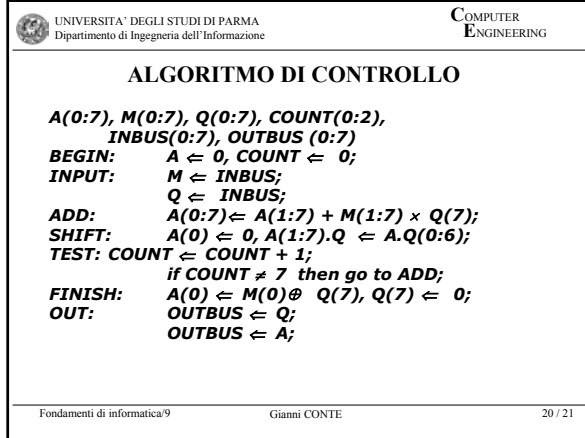 UNIVERSITA' DEGLI STUDI DI PARMA
Dipartimento di Ingegneria dell'Informazione
COMPUTER
ENGINEERING
ALGORITMO DI CONTROLLO
A(0:7), M(0:7), Q(0:7), COUNT(0:2),
INBUS(0:7), OUTBUS (0:7)
BEGIN: A ⇐ 0, COUNT ⇐ 0;
INPUT: M ⇐ INBUS;
Q ⇐ INBUS;
ADD: A(0:7)⇐ A(1:7) + M(1:7) × Q(7);
SHIFT: A(0) ⇐ 0, A(1:7).Q ⇐ A.Q(0:6);
TEST: COUNT ⇐ COUNT + 1;
if COUNT ≠ 7 then go to ADD;
FINISH: A(0) ⇐ M(0)⊕ Q(7), Q(7) ⇐ 0;
OUT: OUTBUS ⇐ Q;
OUTBUS ⇐ A;
Fondamenti di informatica/9 Gianni CONTE 20 / 21